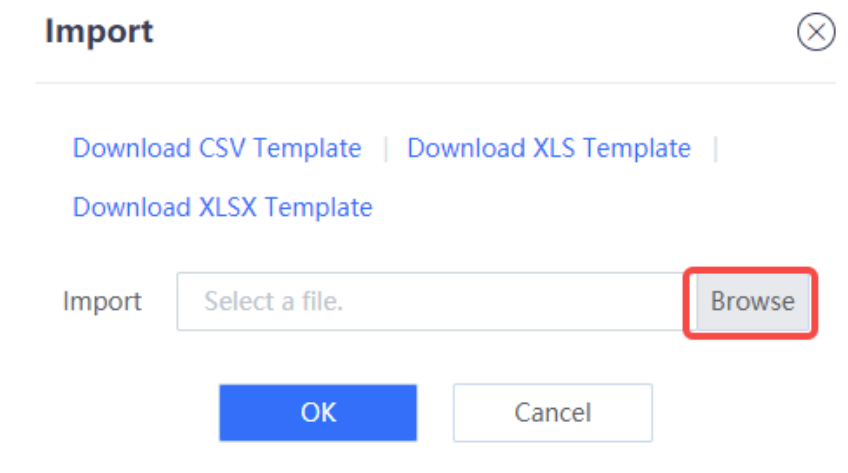 Import
Download CSV Template | Download XLS Template |
Download XLSX Template
Import Select a file. Browse
OK Cancel